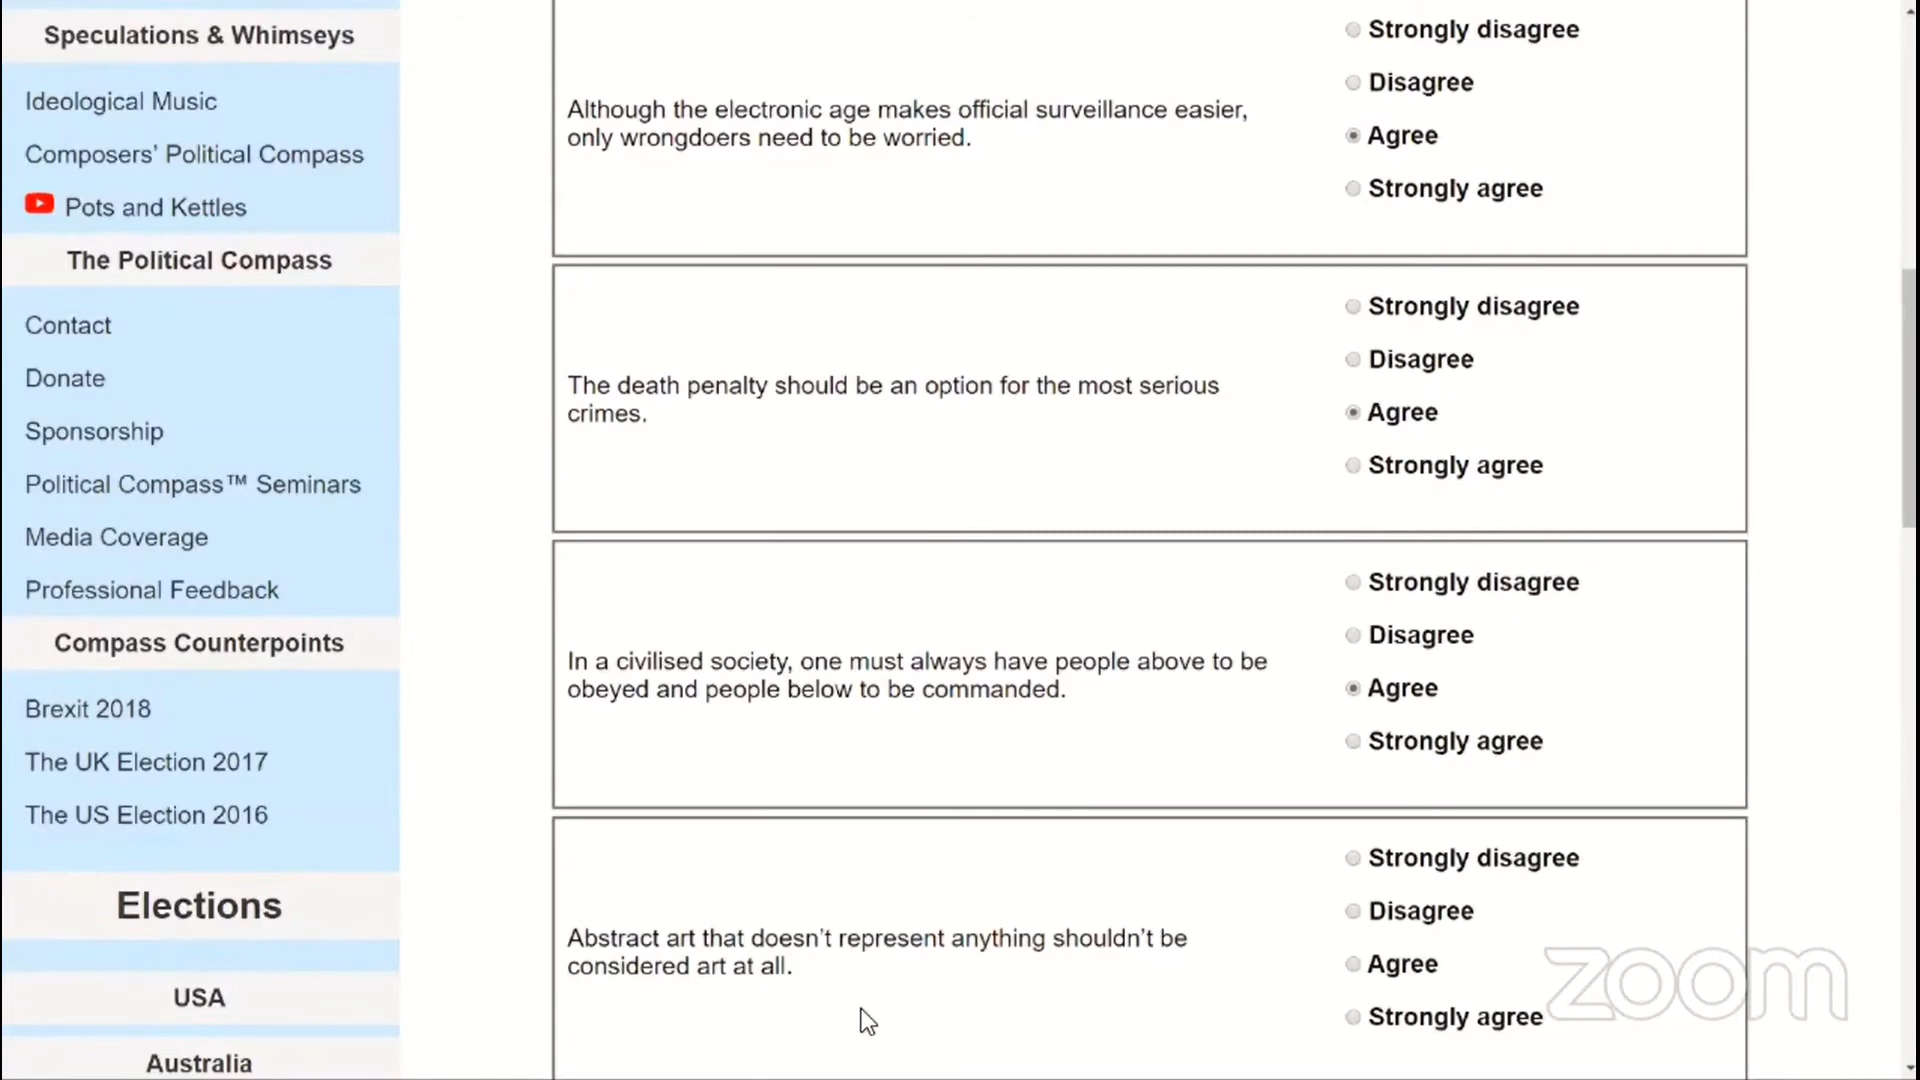 Speculations & Whimseys
Ideological Music
Composers’ Political Compass
Pots and Kettles
The Political Compass
Contact
Donate
Sponsorship
Political Compass™ Seminars
Media Coverage
Professional Feedback
Compass Counterpoints
Brexit 2018
The UK Election 2017
The US Election 2016
Elections
USA
Australia
Although the electronic age makes official surveillance easier,
only wrongdoers need to be worried.
Strongly disagree
Disagree
Agree
Strongly agree
The death penalty should be an option for the most serious
crimes.
Strongly disagree
Disagree
Agree
Strongly agree
In a civilised society, one must always have people above to be
obeyed and people below to be commanded.
Strongly disagree
Disagree
Agree
Strongly agree
Abstract art that doesn’t represent anything shouldn’t be
considered art at all.
Strongly disagree
Disagree
Agree
Strongly agree
zoom